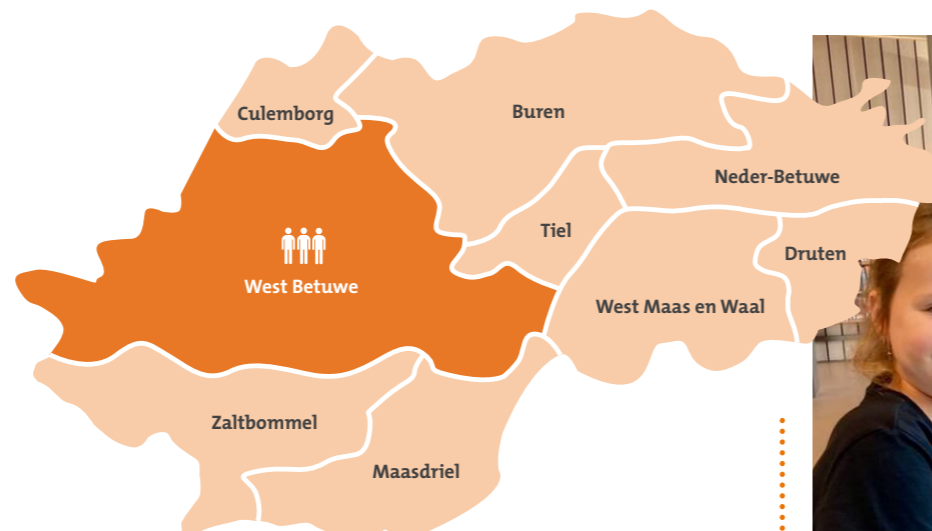 Culemborg
Buren
Neder-Betuwe
Tiel
Druten
West Betuwe
West Maas en Waal
Zaltbommel
Maasdriel